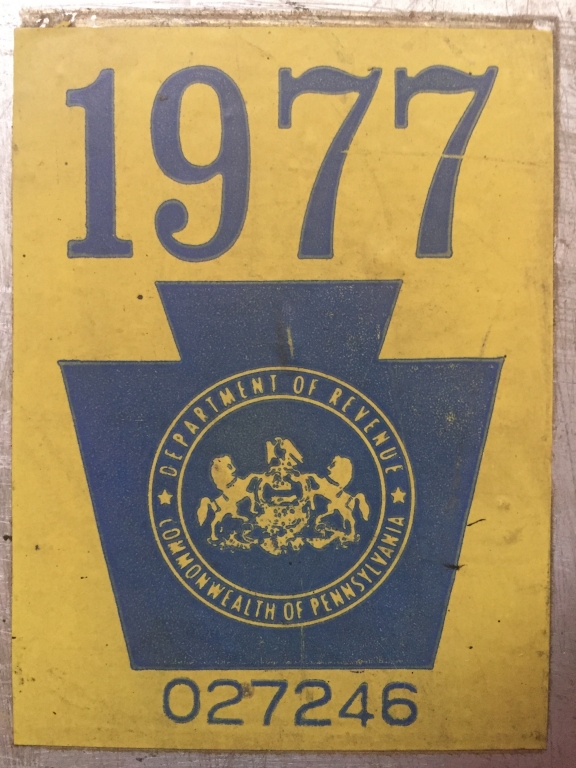 1977
DEPARTMENT OF REVENUE
COMMONWEALTH OF PENNSYLVANIA
027246